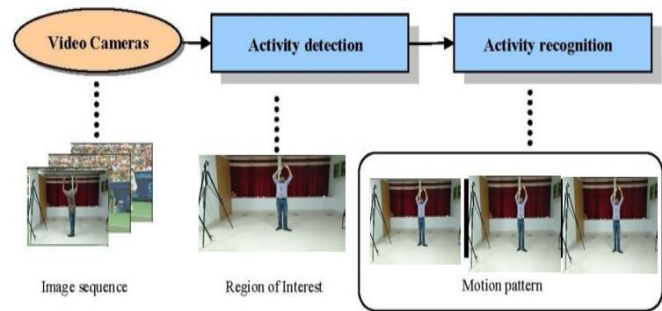 Video Cameras
Activity detection
Activity recognition
Image sequence
Region of Interest
Motion pattern